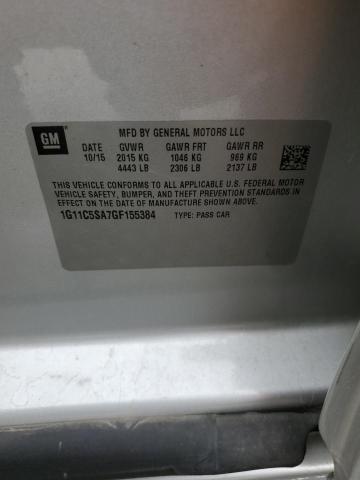 GM
MFD BY GENERAL MOTORS LLC
DATE GVWR GAWR FRT GAWR RR
10/15 2015 KG 1046 KG 969 KG
4443 LB 2306 LB 2137 LB
THIS VEHICLE CONFORMS TO ALL APPLICABLE U.S. FEDERAL MOTOR
VEHICLE SAFETY, BUMPER, AND THEFT PREVENTION STANDARDS IN
EFFECT ON THE DATE OF MANUFACTURE SHOWN ABOVE.
1G11C5SA7GF155384 TYPE: PASS CAR